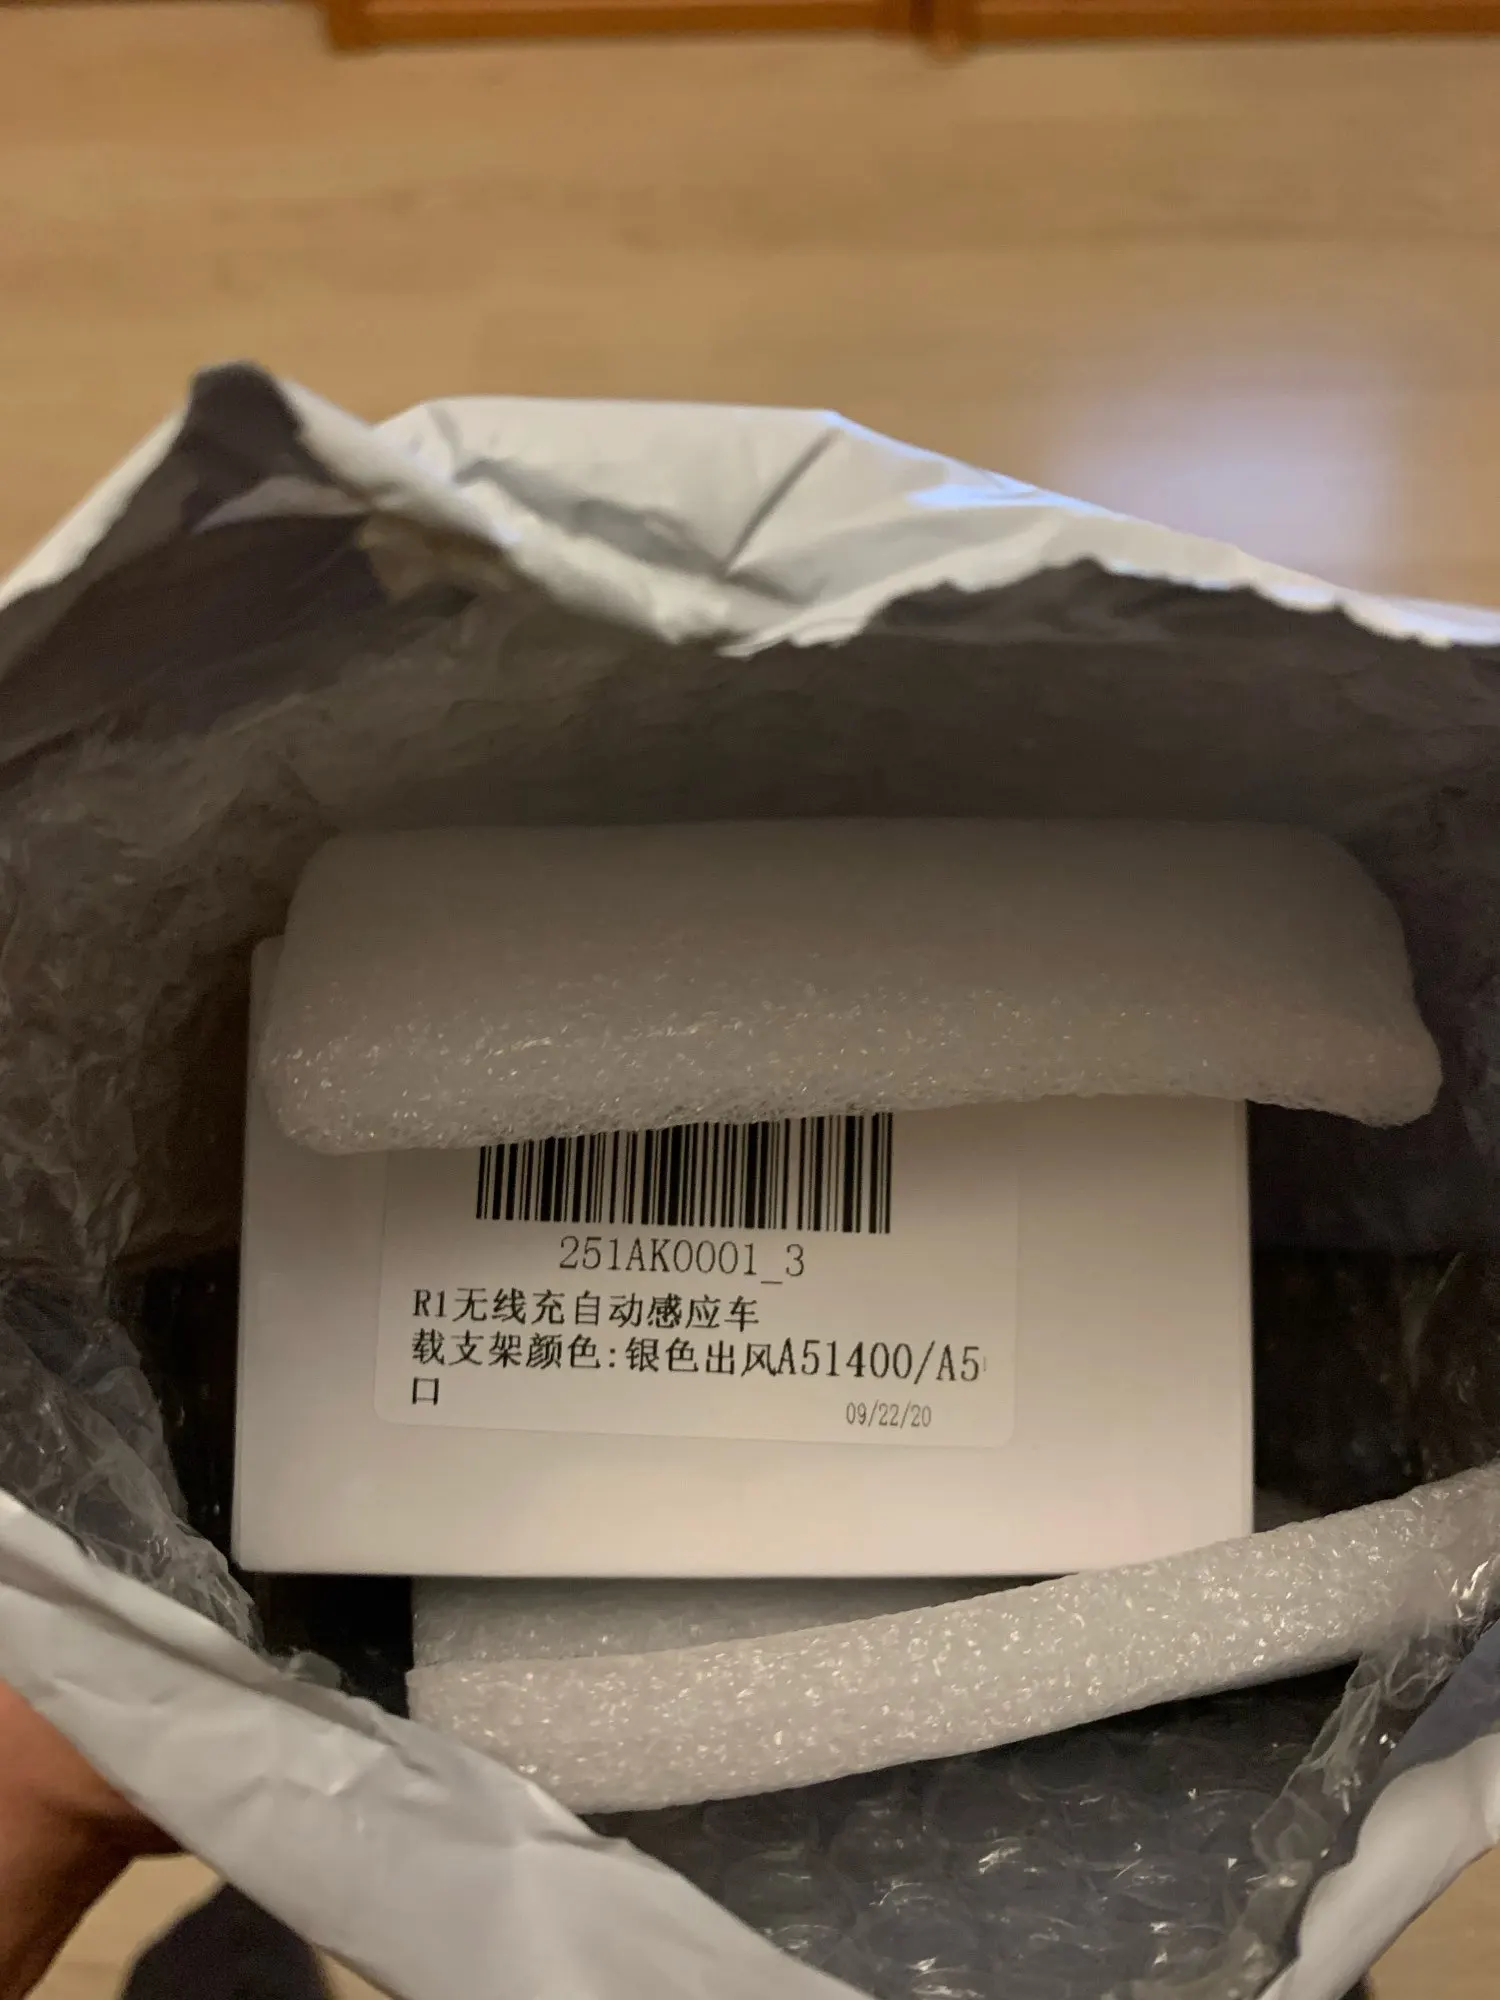 251AK0001_3
R1无线充自动感应车
载支架颜色:银色出风A51400/A5
口
09/22/20